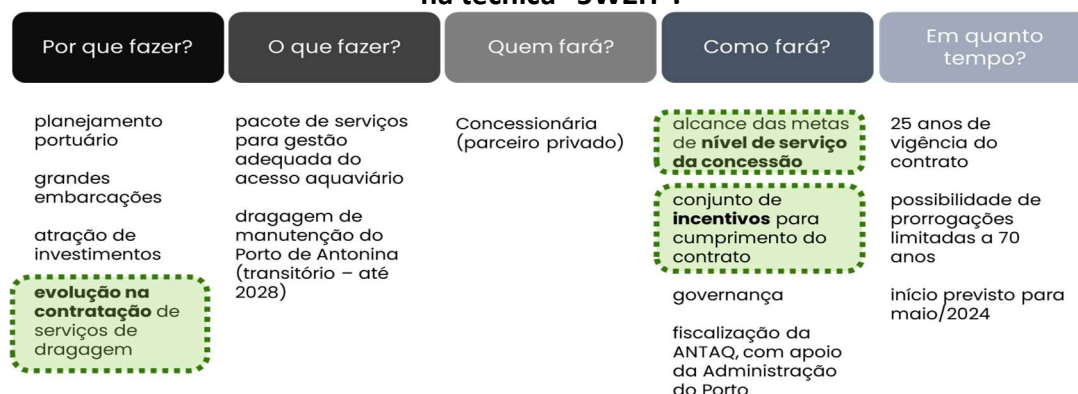 na técnica "5W2H":
Por que fazer?
O que fazer?
Quem fará?
Como fará?
Em quanto
tempo?
planejamento
portuário
grandes
embarcações
atração de
investimentos
evolução na
contratação de
serviços de
dragagem
pacote de serviços
para gestão
adequada do
acesso aquaviário
dragagem de
manutenção do
Porto de Antonina
(transitório – até
2028)
Concessionária
(parceiro privado)
alcance das metas
de nível de serviço
da concessão
conjunto de
incentivos para
cumprimento do
contrato
governança
fiscalização da
ANTAQ, com apoio
da Administração
do Porto
25 anos de
vigência do
contrato
possibilidade de
prorrogações
limitadas a 70
anos
início previsto para
maio/2024